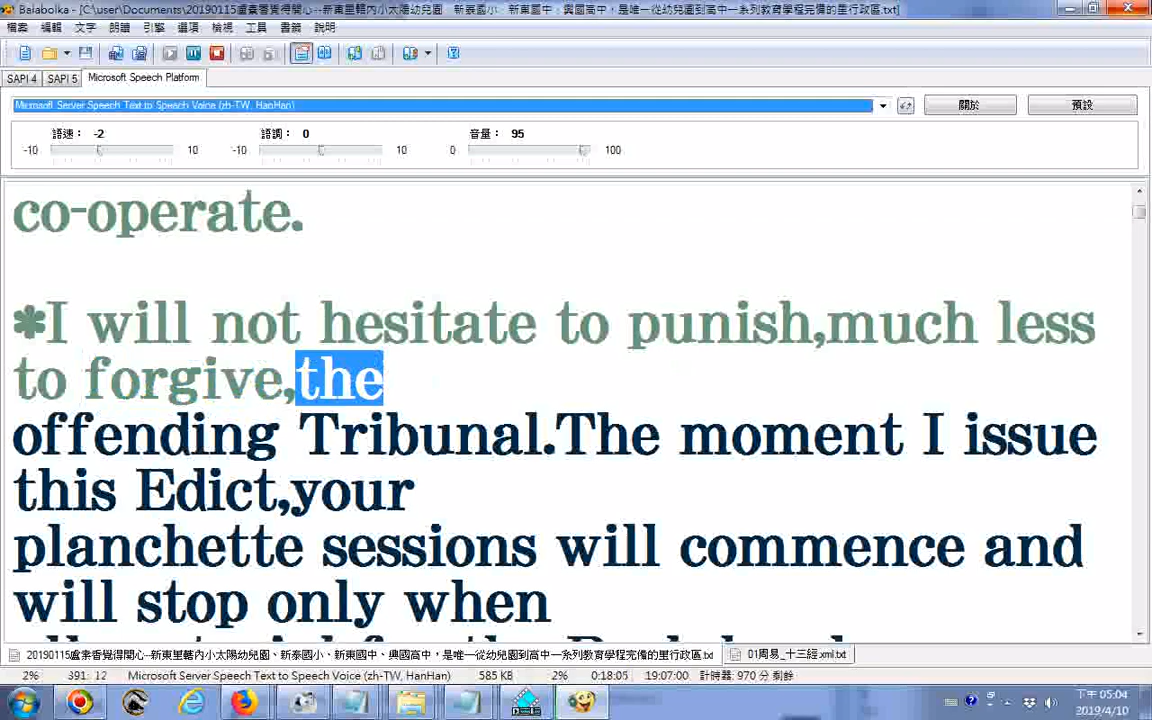 Balabolka - [C:\user\Documents\20190115盧素香覺得開心--新東里轄內小太陽幼兒園、新泰國小、新東國中、興國高中，是唯一從幼兒園到高中一系列教育學程完備的里行政區.txt]
檔案 編輯 文字 朗讀 引擎 選項 檢視 工具 書籤 說明
SAPI 4 SAPI 5 Microsoft Speech Platform
Microsoft Server Speech Text to Speech Voice (zh-TW, HanHan) 關於 預設
語速： -2 語調： 0 音量： 95
-10 10 -10 10 0 100
co-operate.
*I will not hesitate to punish,much less
to forgive,the
offending Tribunal.The moment I issue
this Edict,your
planchette sessions will commence and
will stop only when
20190115盧素香覺得開心--新東里轄內小太陽幼兒園、新泰國小、新東國中、興國高中，是唯一從幼兒園到高中一系列教育學程完備的里行政區.txt 01周易_十三經.xml.txt
2% 391: 12 Microsoft Server Speech Text to Speech Voice (zh-TW, HanHan) 585 KB 2% 0:18:05 19:07:00 計時器: 970 分 剩餘
下午 05:04
2019/4/10